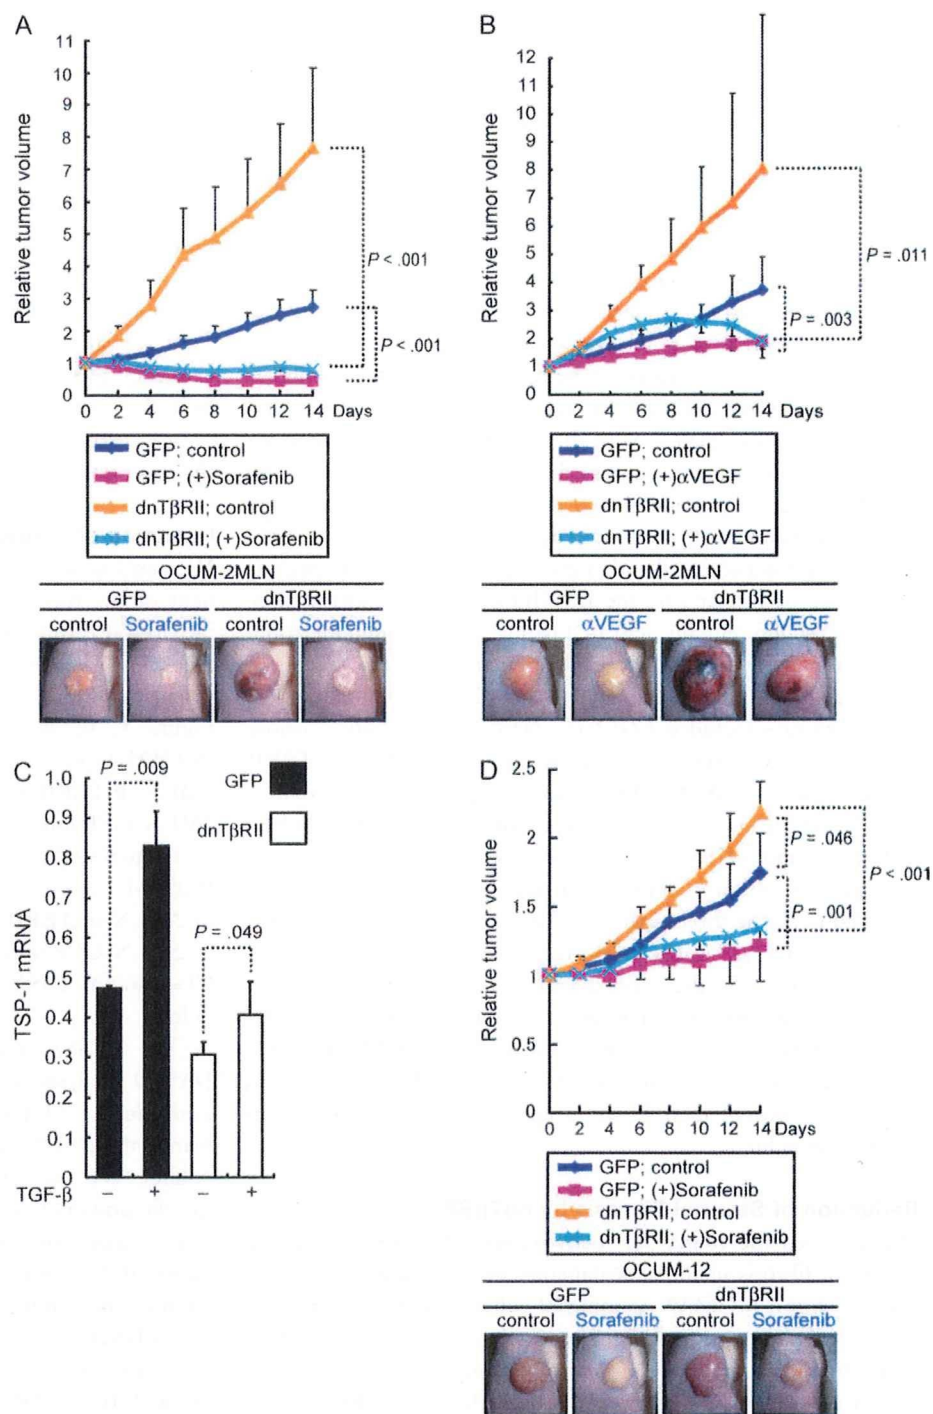 A
11
10
9
8
7
6
5
4
3
2
1
0
Relative tumor volume
0 2 4 6 8 10 12 14 Days
P < .001
P < .001
GFP; control
GFP; (+)Sorafenib
dnTβRII; control
dnTβRII; (+)Sorafenib
OCUM-2MLN
GFP dnTβRII
control Sorafenib control Sorafenib
B
12
11
10
9
8
7
6
5
4
3
2
1
0
Relative tumor volume
0 2 4 6 8 10 12 14 Days
P = .011
P = .003
GFP; control
GFP; (+)αVEGF
dnTβRII; control
dnTβRII; (+)αVEGF
OCUM-2MLN
GFP dnTβRII
control αVEGF control αVEGF
C
1.0
0.9
0.8
0.7
0.6
0.5
0.4
0.3
0.2
0.1
0
TSP-1 mRNA
P = .009
P = .049
GFP
dnTβRII
TGF-β − + − +
D
2.5
2
1.5
1
0.5
0
Relative tumor volume
0 2 4 6 8 10 12 14 Days
P = .046
P < .001
P = .001
GFP; control
GFP; (+)Sorafenib
dnTβRII; control
dnTβRII; (+)Sorafenib
OCUM-12
GFP dnTβRII
control Sorafenib control Sorafenib